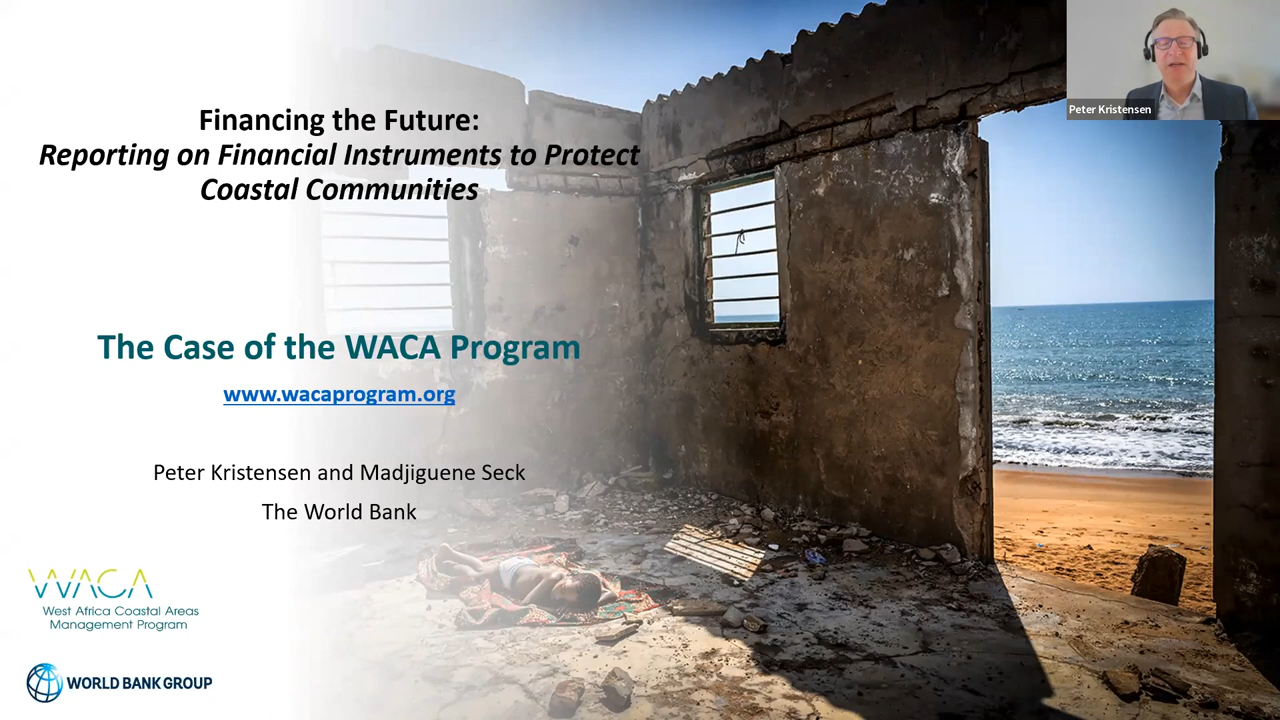 Financing the Future:
Reporting on Financial Instruments to Protect
Coastal Communities
Peter Kristensen
The Case of the WACA Program
www.wacaprogram.org
Peter Kristensen and Madjiguene Seck
The World Bank
WACA
West Africa Coastal Areas
Management Program
WORLD BANK GROUP